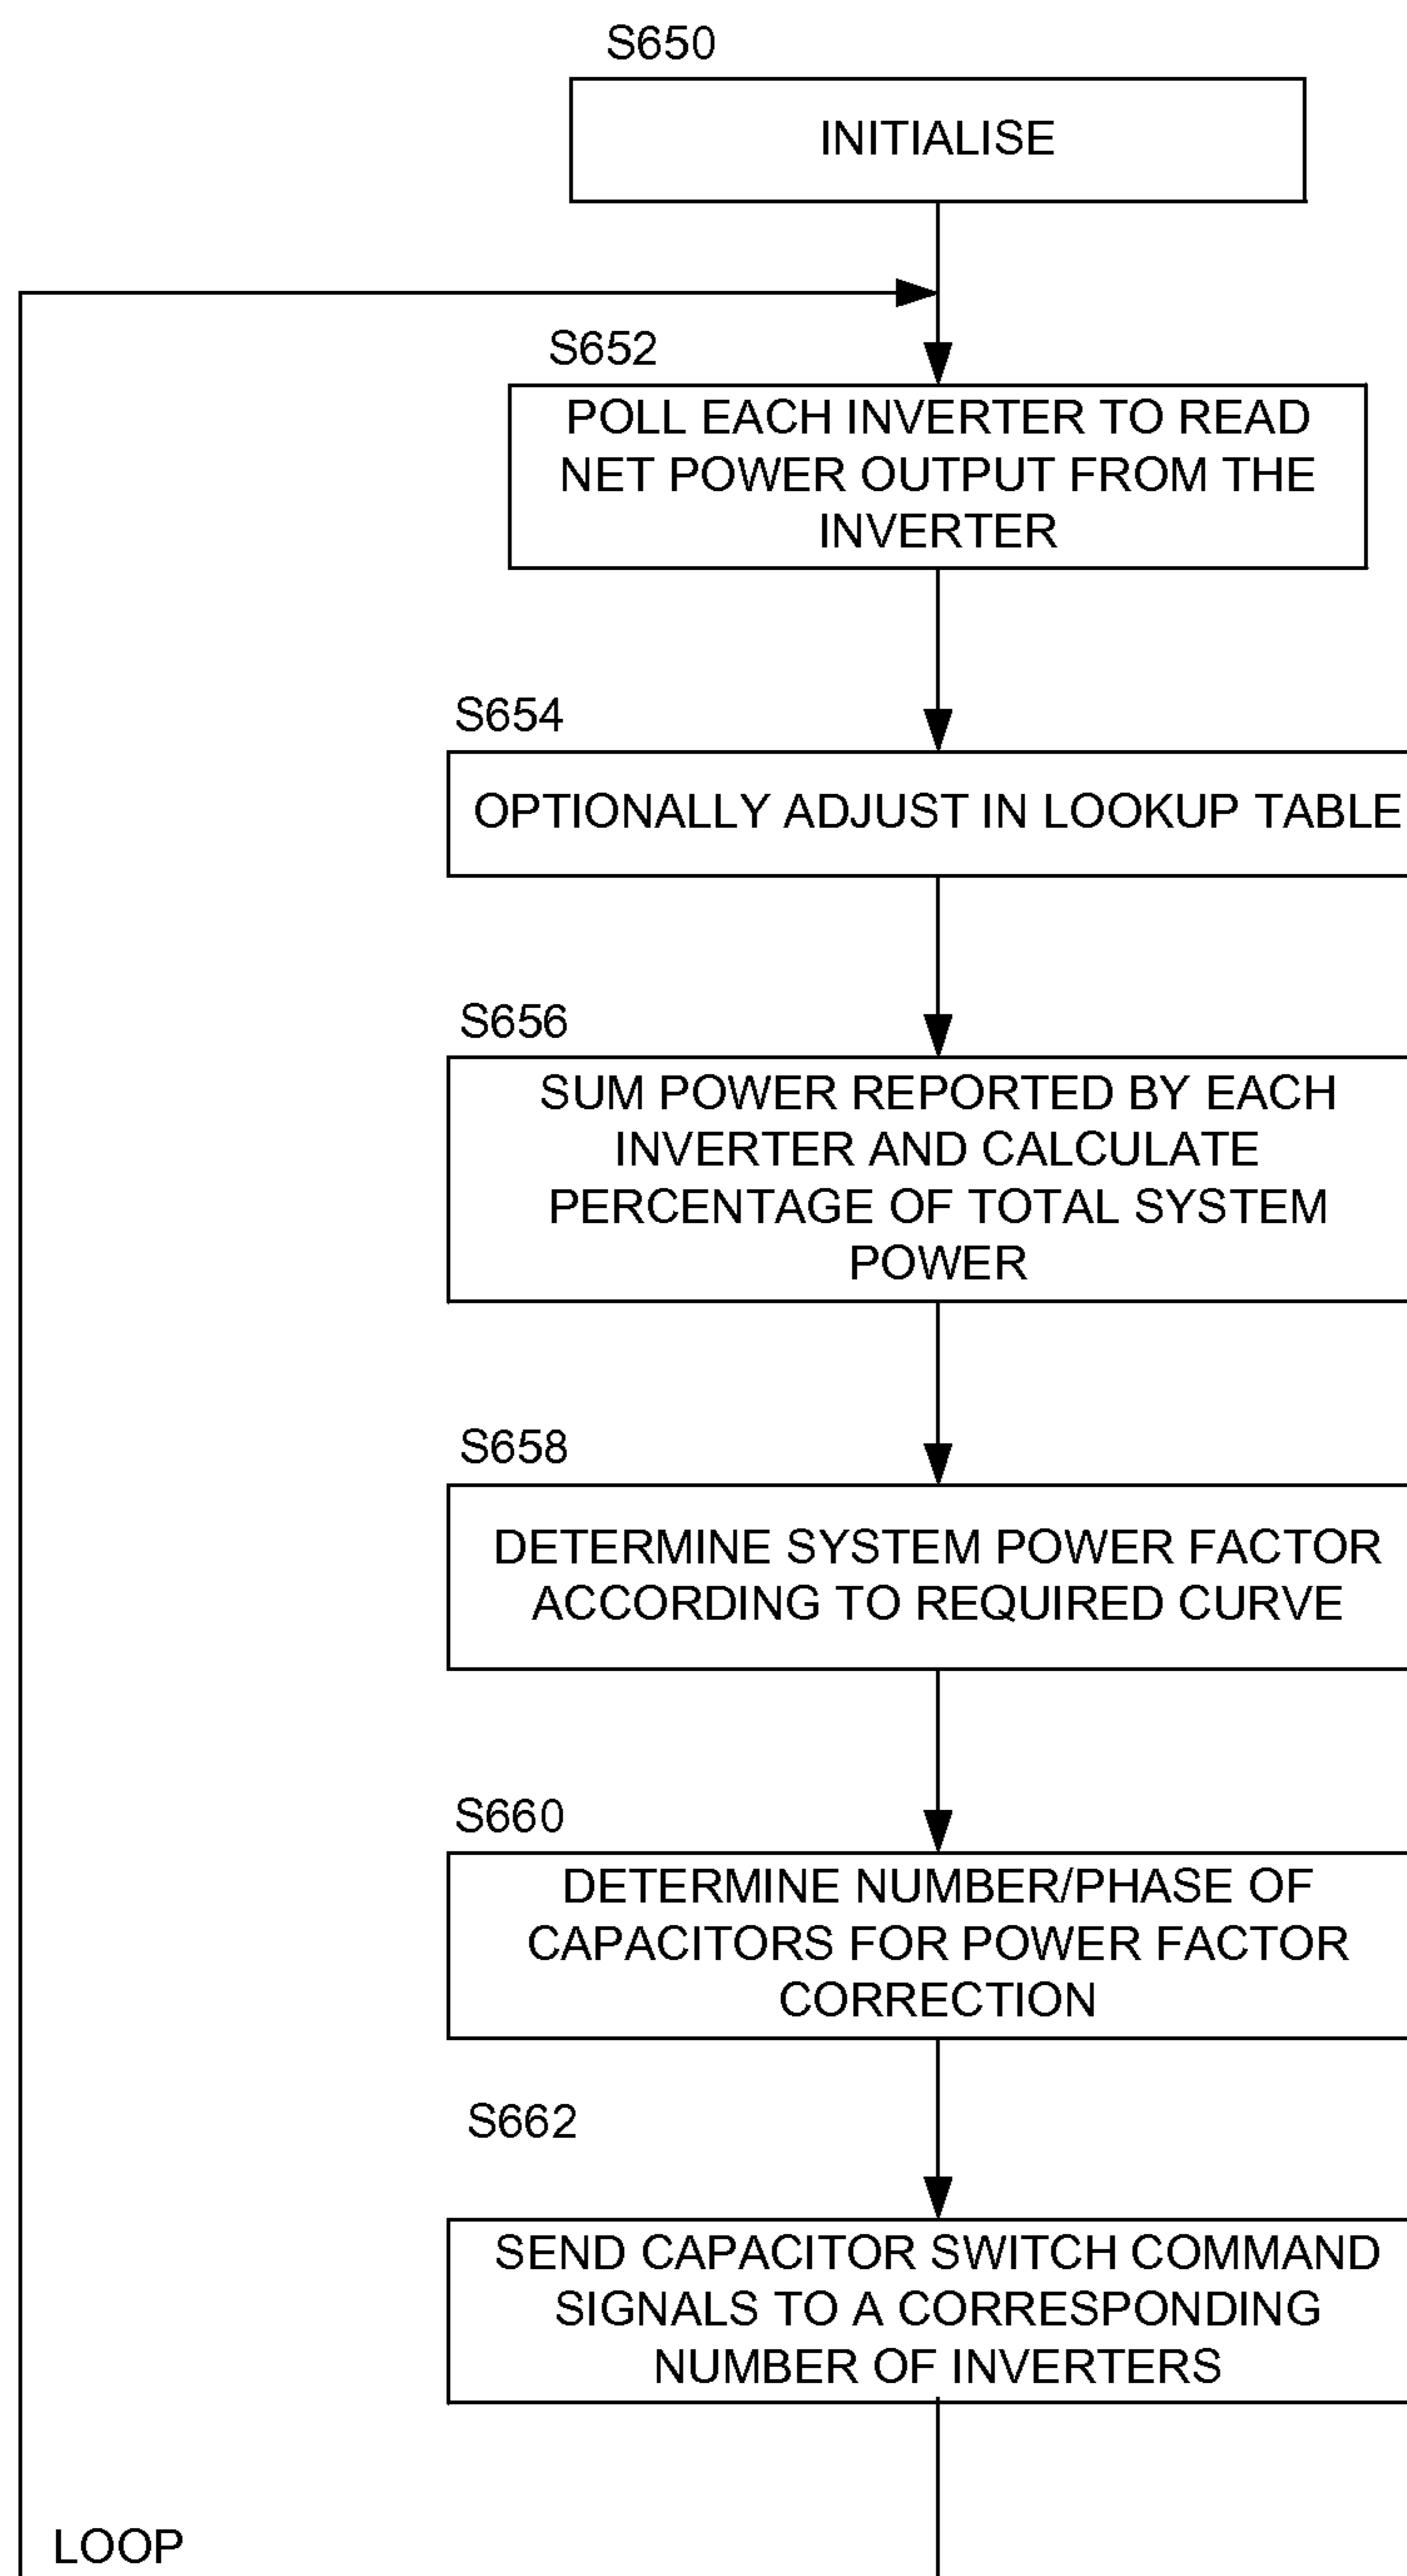 S650
INITIALISE
S652
POLL EACH INVERTER TO READ
NET POWER OUTPUT FROM THE
INVERTER
S654
OPTIONALLY ADJUST IN LOOKUP TABLE
S656
SUM POWER REPORTED BY EACH
INVERTER AND CALCULATE
PERCENTAGE OF TOTAL SYSTEM
POWER
S658
DETERMINE SYSTEM POWER FACTOR
ACCORDING TO REQUIRED CURVE
S660
DETERMINE NUMBER/PHASE OF
CAPACITORS FOR POWER FACTOR
CORRECTION
S662
SEND CAPACITOR SWITCH COMMAND
SIGNALS TO A CORRESPONDING
NUMBER OF INVERTERS
LOOP